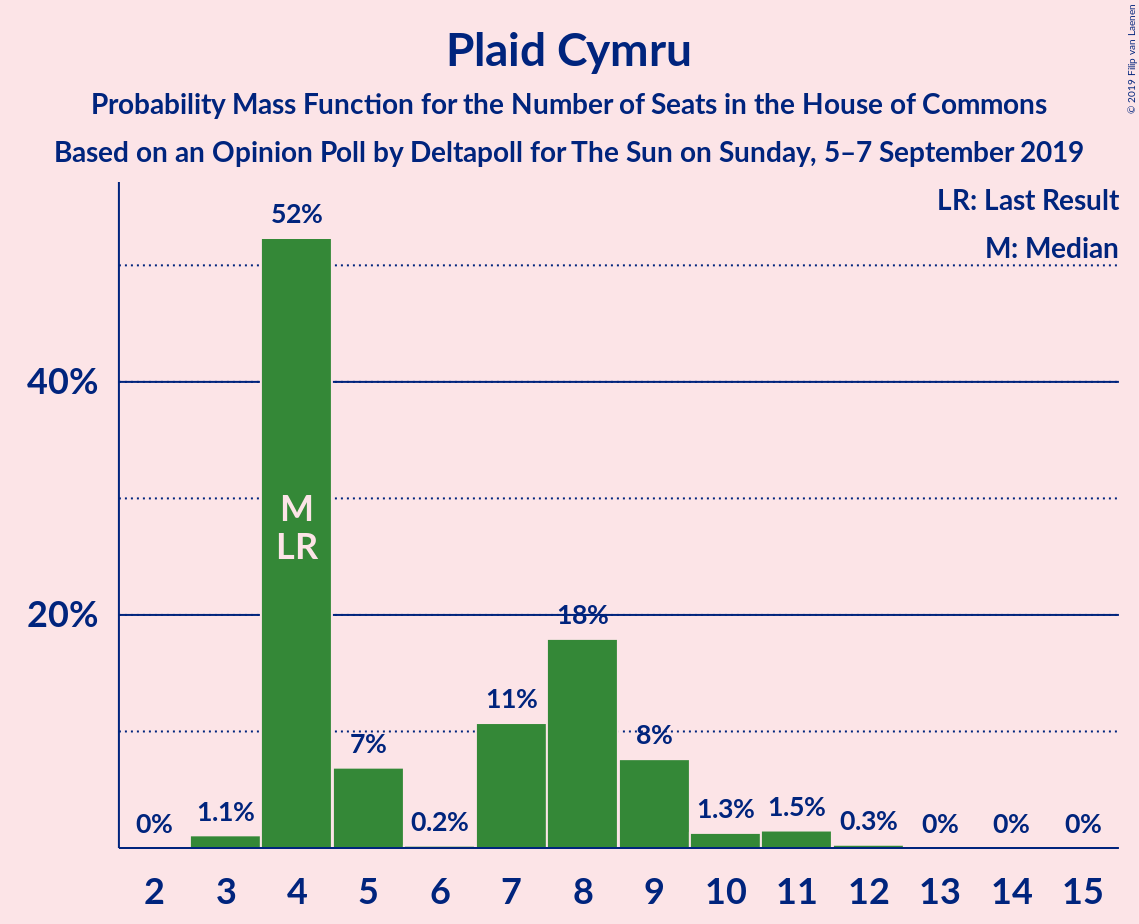 Plaid Cymru
Probability Mass Function for the Number of Seats in the House of Commons
Based on an Opinion Poll by Deltapoll for The Sun on Sunday, 5–7 September 2019
© 2019 Filip van Laenen
LR: Last Result
M: Median
40%
20%
0%
1.1%
52%
M
LR
7%
0.2%
11%
18%
8%
1.3%
1.5%
0.3%
0%
0%
0%
2 3 4 5 6 7 8 9 10 11 12 13 14 15